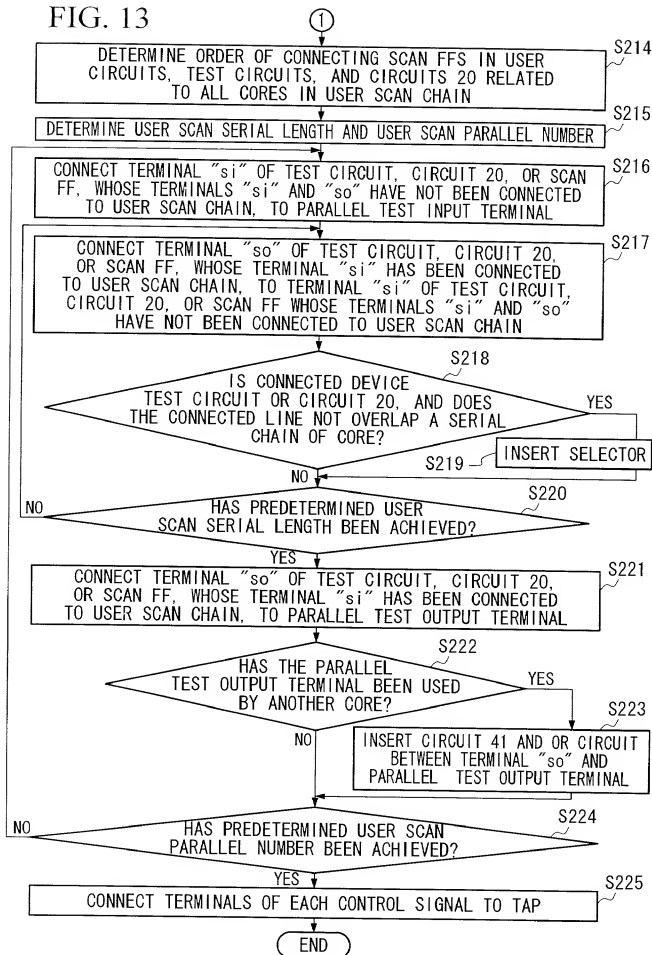 FIG. 13
1
DETERMINE ORDER OF CONNECTING SCAN FFS IN USER
CIRCUITS, TEST CIRCUITS, AND CIRCUITS 20 RELATED
TO ALL CORES IN USER SCAN CHAIN
S214
DETERMINE USER SCAN SERIAL LENGTH AND USER SCAN PARALLEL NUMBER
S215
CONNECT TERMINAL "si" OF TEST CIRCUIT, CIRCUIT 20, OR SCAN
FF, WHOSE TERMINALS "si" AND "so" HAVE NOT BEEN CONNECTED
TO USER SCAN CHAIN, TO PARALLEL TEST INPUT TERMINAL
S216
CONNECT TERMINAL "so" OF TEST CIRCUIT, CIRCUIT 20,
OR SCAN FF, WHOSE TERMINAL "si" HAS BEEN CONNECTED
TO USER SCAN CHAIN, TO TERMINAL "si" OF TEST CIRCUIT,
CIRCUIT 20, OR SCAN FF WHOSE TERMINALS "si" AND "so"
HAVE NOT BEEN CONNECTED TO USER SCAN CHAIN
S217
S218
IS CONNECTED DEVICE
TEST CIRCUIT OR CIRCUIT 20, AND DOES
THE CONNECTED LINE NOT OVERLAP A SERIAL
CHAIN OF CORE?
YES
S219
INSERT SELECTOR
NO
S220
HAS PREDETERMINED USER
SCAN SERIAL LENGTH BEEN ACHIEVED?
NO
YES
CONNECT TERMINAL "so" OF TEST CIRCUIT, CIRCUIT 20,
OR SCAN FF, WHOSE TERMINAL "si" HAS BEEN CONNECTED
TO USER SCAN CHAIN, TO PARALLEL TEST OUTPUT TERMINAL
S221
S222
HAS THE PARALLEL
TEST OUTPUT TERMINAL BEEN USED
BY ANOTHER CORE?
YES
S223
NO
INSERT CIRCUIT 41 AND OR CIRCUIT
BETWEEN TERMINAL "so" AND
PARALLEL TEST OUTPUT TERMINAL
S224
HAS PREDETERMINED USER SCAN
PARALLEL NUMBER BEEN ACHIEVED?
NO
YES
S225
CONNECT TERMINALS OF EACH CONTROL SIGNAL TO TAP
END